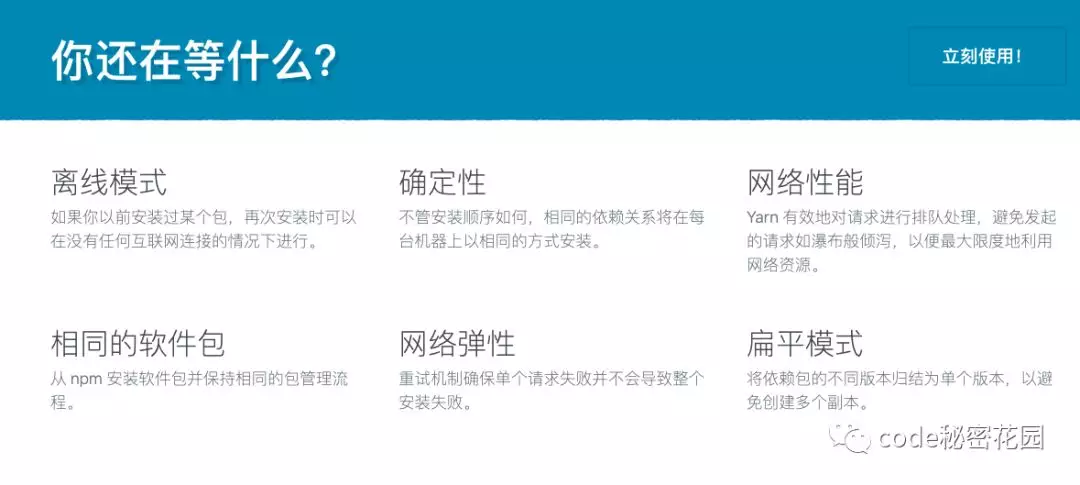 你还在等什么?
立刻使用!
离线模式
如果你以前安装过某个包，再次安装时可以
在没有任何互联网连接的情况下进行。
确定性
不管安装顺序如何，相同的依赖关系将在每
台机器上以相同的方式安装。
网络性能
Yarn 有效地对请求进行排队处理，避免发起
的请求如瀑布般倾泻，以便最大限度地利用
网络资源。
相同的软件包
从 npm 安装软件包并保持相同的包管理流
程。
网络弹性
重试机制确保单个请求失败并不会导致整个
安装失败。
扁平模式
将依赖包的不同版本归结为单个版本，以避
免创建多个副本。
code秘密花园